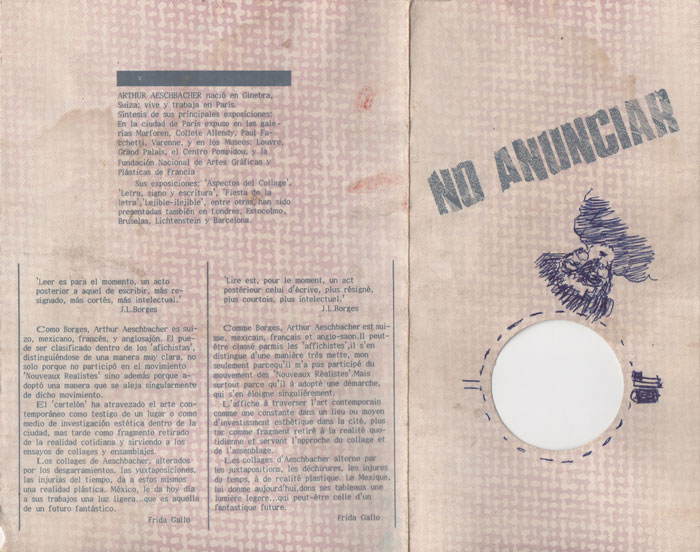 ARTHUR AESCHBACHER nació en Ginebra,
Suiza; vive y trabaja en París.
Síntesis de sus principales exposiciones:
En la ciudad de París expuso en las gale-
rías Marforen, Collete Allendy, Paul Fa-
cchetti, Varenne, y en los Museos: Louvre,
Grand Palais, el Centro Pompidou, y la
Fundación Nacional de Artes Gráficas y
Plásticas de Francia
Sus exposiciones: 'Aspectos del Collage',
'Letra, signo y escritura', 'Fiesta de la
letra','Lejible-ilejible', entre otras, han sido
presentadas también en Londres, Estocolmo,
Bruselas, Lichtenstein y Barcelona.
'Leer es para el momento, un acto
posterior a aquel de escribir, más re-
signado, más cortés, más intelectual.'
J.L.Borges
Como Borges, Arthur Aeschbacher es sui-
zo, mexicano, francés, y anglosajón. El pue-
de ser clasificado dentro de los 'afichistas',
distinguiéndose de una manera muy clara, no
sólo porque no participó en el movimiento
'Nouveaux Realistes' sino además porque a-
doptó una manera que se aleja singularmente
de dicho movimiento.
El 'cartelón' ha atravezado el arte con-
temporáneo como testigo de un lugar o como
medio de investigación estética dentro de la
ciudad, mas tarde como fragmento retirado
de la realidad cotidiana y sirviendo a los
ensayos de collages y ensamblajes.
Los collages de Aeschbacher, alterados
por los desgarramientos, las yuxtaposiciones,
las injurias del tiempo, da a estos mismos
una realidad plástica. México, le da hoy día
a sus trabajos una luz ligera...que es aquella
de un futuro fantástico.
Frida Gallo
'Lire est, pour le moment, un act
postérieur celui d'écrive, plus résigné,
plus courtois, plus intelectual.'
J.L.Borges
Comme Borges, Arthur Aeschbacher est sui-
sse, mexicain, francais et anglo-saon.Il peut
être classé parmis les 'affichistes',il s'en
distingue d'une manière três mette, mon
seulement parcequ'il m'a pas participé du
mouvement des 'Nouveaux Réalistes'.Mais
surtout parce qu'il à adopté une démarche,
qui s'en éloigne singulièrement.
L'affiche à traverser l'art contemporain
comme une constante dans un lieu ou moyen
d'investissment esthétique dans la cité, plus
tac comme fragment retiré à la realité quo-
tidienne et servant l'approche du collage et
de l'assemblage.
Les collages d'Aeschbacher alterne par
les juxtapositions, les déchirures, les injures
du temps, à de realité plastique. Le Mexique,
lui donne aujourd'hui,dans ses tableaux une
lumière legere...qui peut-être celle d'un
fantastique future.
Frida Gallo
NO ANUNCIAR